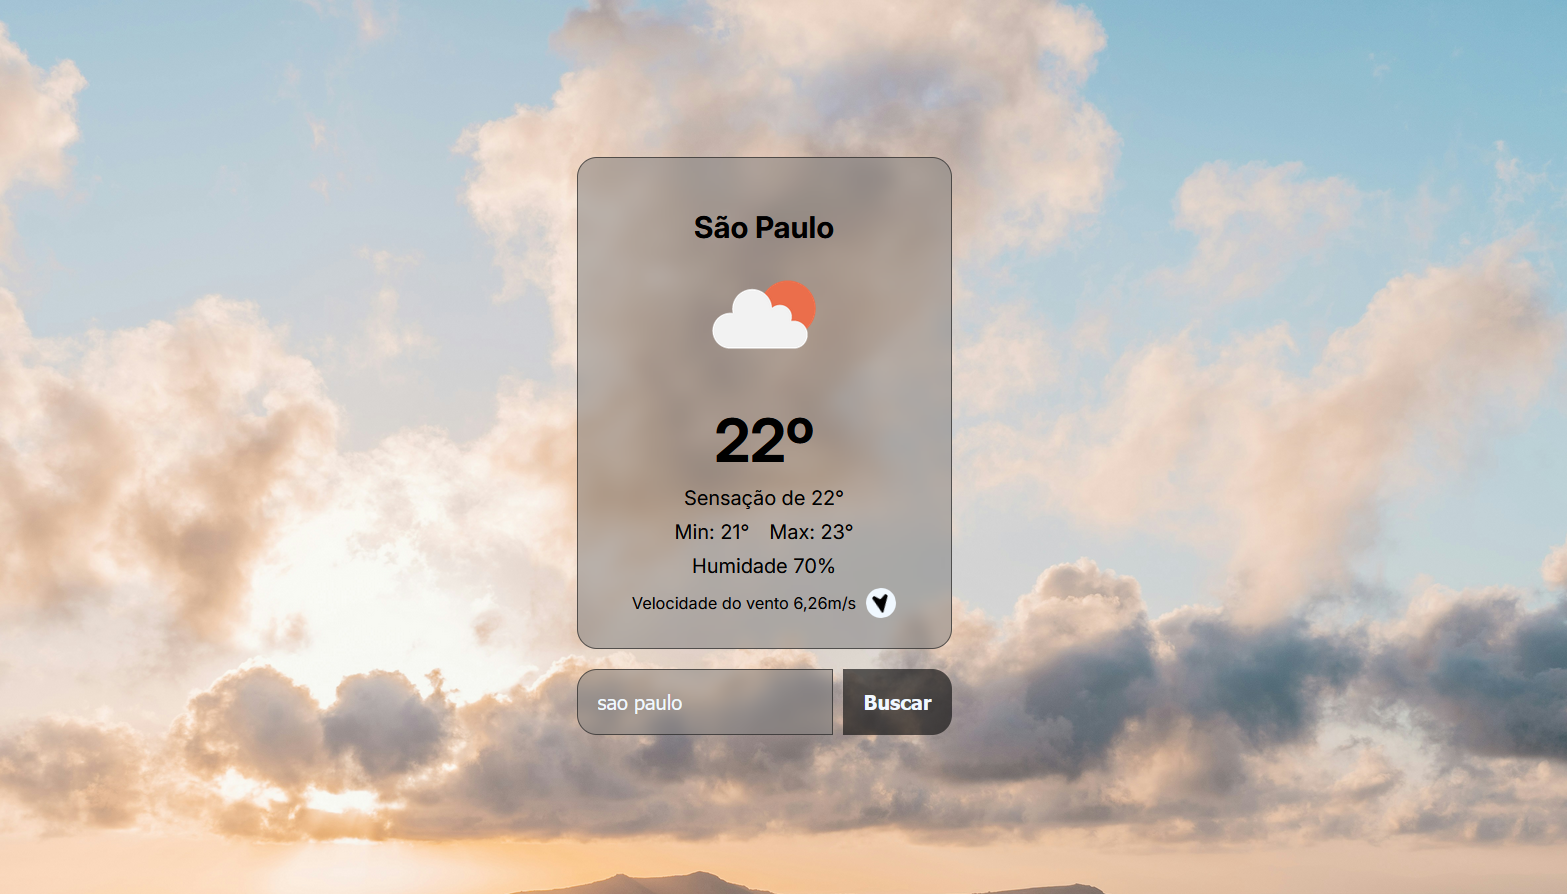 São Paulo
22º
Sensação de 22°
Min: 21° Max: 23°
Humidade 70%
Velocidade do vento 6,26m/s
sao paulo
Buscar